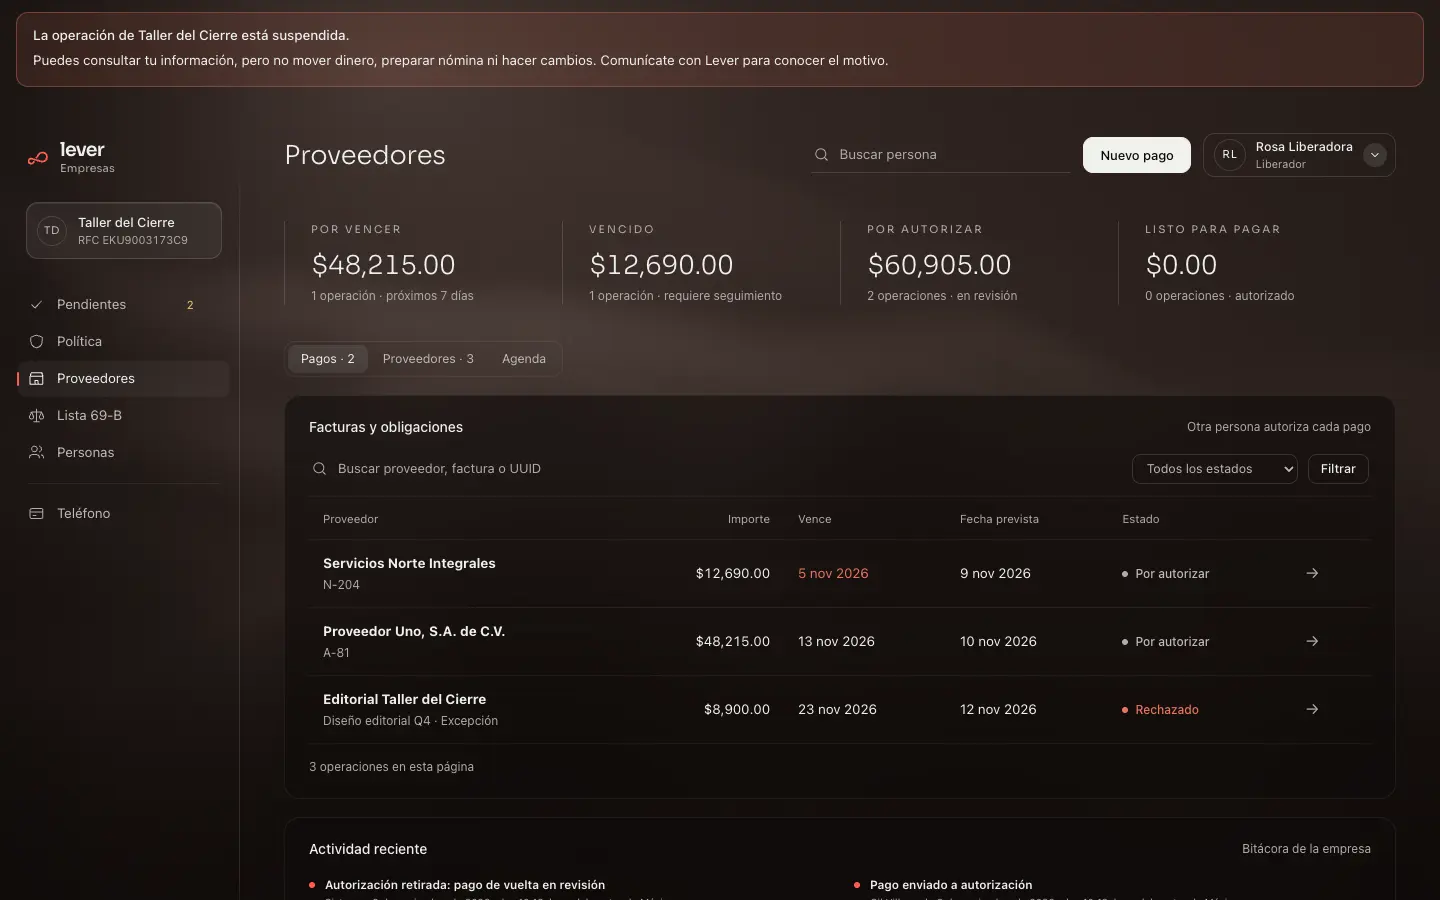 La operación de Taller del Cierre está suspendida.
Puedes consultar tu información, pero no mover dinero, preparar nómina ni hacer cambios. Comunícate con Lever para conocer el motivo.
lever
Empresas
Proveedores
Buscar persona
Nuevo pago
RL
Rosa Liberadora
Liberador
TD
Taller del Cierre
RFC EKU9003173C9
Pendientes 2
Política
Proveedores
Lista 69-B
Personas
Teléfono
POR VENCER
$48,215.00
1 operación · próximos 7 días
VENCIDO
$12,690.00
1 operación · requiere seguimiento
POR AUTORIZAR
$60,905.00
2 operaciones · en revisión
LISTO PARA PAGAR
$0.00
0 operaciones · autorizado
Pagos · 2 Proveedores · 3 Agenda
Facturas y obligaciones
Otra persona autoriza cada pago
Buscar proveedor, factura o UUID
Todos los estados
Filtrar
Proveedor Importe Vence Fecha prevista Estado
Servicios Norte Integrales
N-204
$12,690.00 5 nov 2026 9 nov 2026 Por autorizar
Proveedor Uno, S.A. de C.V.
A-81
$48,215.00 13 nov 2026 10 nov 2026 Por autorizar
Editorial Taller del Cierre
Diseño editorial Q4 · Excepción
$8,900.00 23 nov 2026 12 nov 2026 Rechazado
3 operaciones en esta página
Actividad reciente
Bitácora de la empresa
Autorización retirada: pago de vuelta en revisión
Pago enviado a autorización